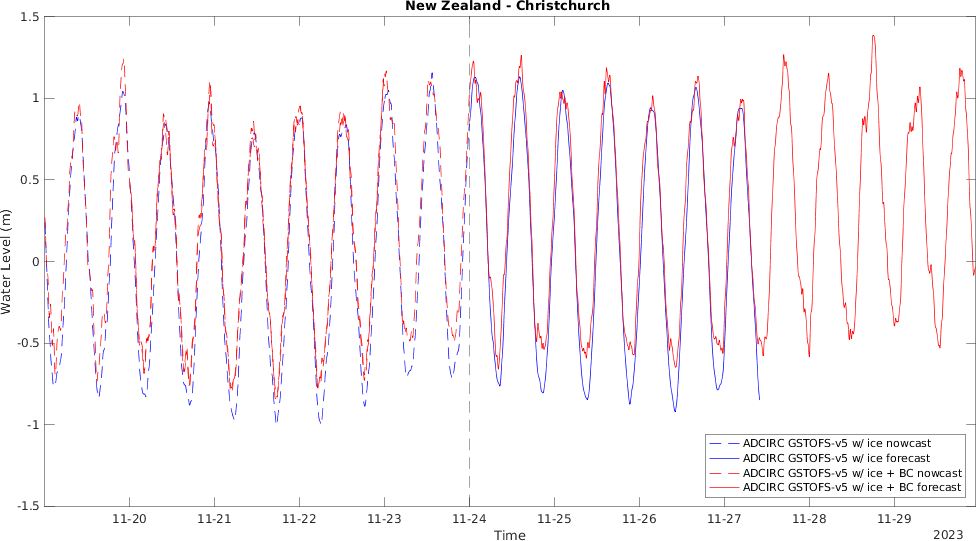 New Zealand - Christchurch
1.5
1
0.5
0
-0.5
-1
-1.5
Water Level (m)
11-20 11-21 11-22 11-23 11-24 11-25 11-26 11-27 11-28 11-29
Time
2023
ADCIRC GSTOFS-v5 w/ ice nowcast
ADCIRC GSTOFS-v5 w/ ice forecast
ADCIRC GSTOFS-v5 w/ ice + BC nowcast
ADCIRC GSTOFS-v5 w/ ice + BC forecast